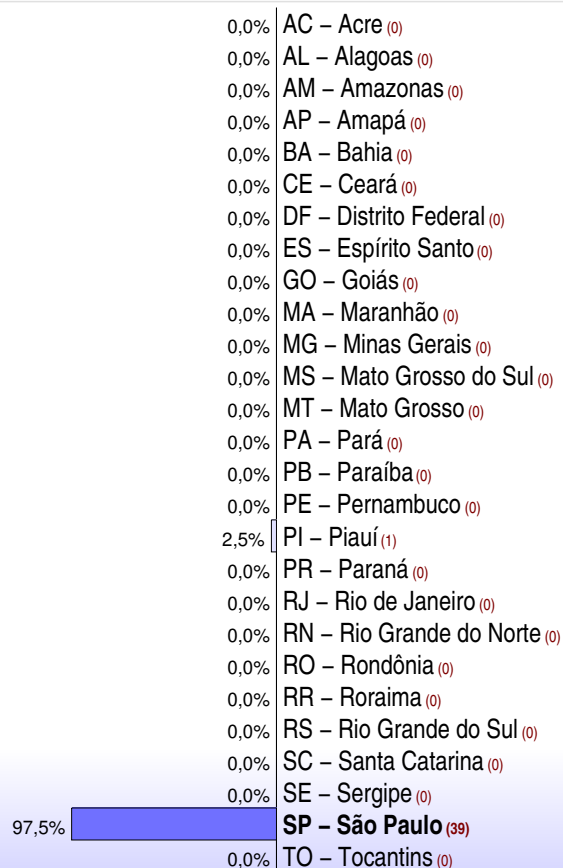 0,0% AC – Acre (0)
0,0% AL – Alagoas (0)
0,0% AM – Amazonas (0)
0,0% AP – Amapá (0)
0,0% BA – Bahia (0)
0,0% CE – Ceará (0)
0,0% DF – Distrito Federal (0)
0,0% ES – Espírito Santo (0)
0,0% GO – Goiás (0)
0,0% MA – Maranhão (0)
0,0% MG – Minas Gerais (0)
0,0% MS – Mato Grosso do Sul (0)
0,0% MT – Mato Grosso (0)
0,0% PA – Pará (0)
0,0% PB – Paraíba (0)
0,0% PE – Pernambuco (0)
2,5% PI – Piauí (1)
0,0% PR – Paraná (0)
0,0% RJ – Rio de Janeiro (0)
0,0% RN – Rio Grande do Norte (0)
0,0% RO – Rondônia (0)
0,0% RR – Roraima (0)
0,0% RS – Rio Grande do Sul (0)
0,0% SC – Santa Catarina (0)
0,0% SE – Sergipe (0)
97,5% SP – São Paulo (39)
0,0% TO – Tocantins (0)